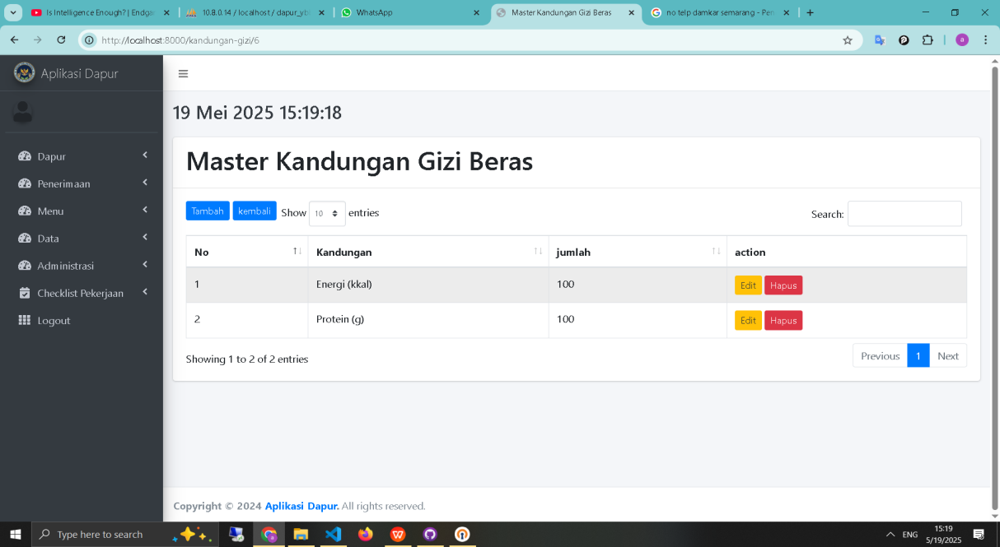 Is Intelligence Enough? | Endga
10.8.0.14 / localhost / dapur_yb
WhatsApp
Master Kandungan Gizi Beras
no telp damkar semarang - Pen
http://localhost:8000/kandungan-gizi/6
a
Aplikasi Dapur
19 Mei 2025 15:19:18
Dapur
Penerimaan
Menu
Data
Administrasi
Checklist Pekerjaan
Logout
Master Kandungan Gizi Beras
Tambah kembali Show 10 entries Search:
No Kandungan jumlah action
1 Energi (kkal) 100 Edit Hapus
2 Protein (g) 100 Edit Hapus
Showing 1 to 2 of 2 entries Previous 1 Next
Copyright © 2024 Aplikasi Dapur. All rights reserved.
Type here to search
ENG
15:19
5/19/2025